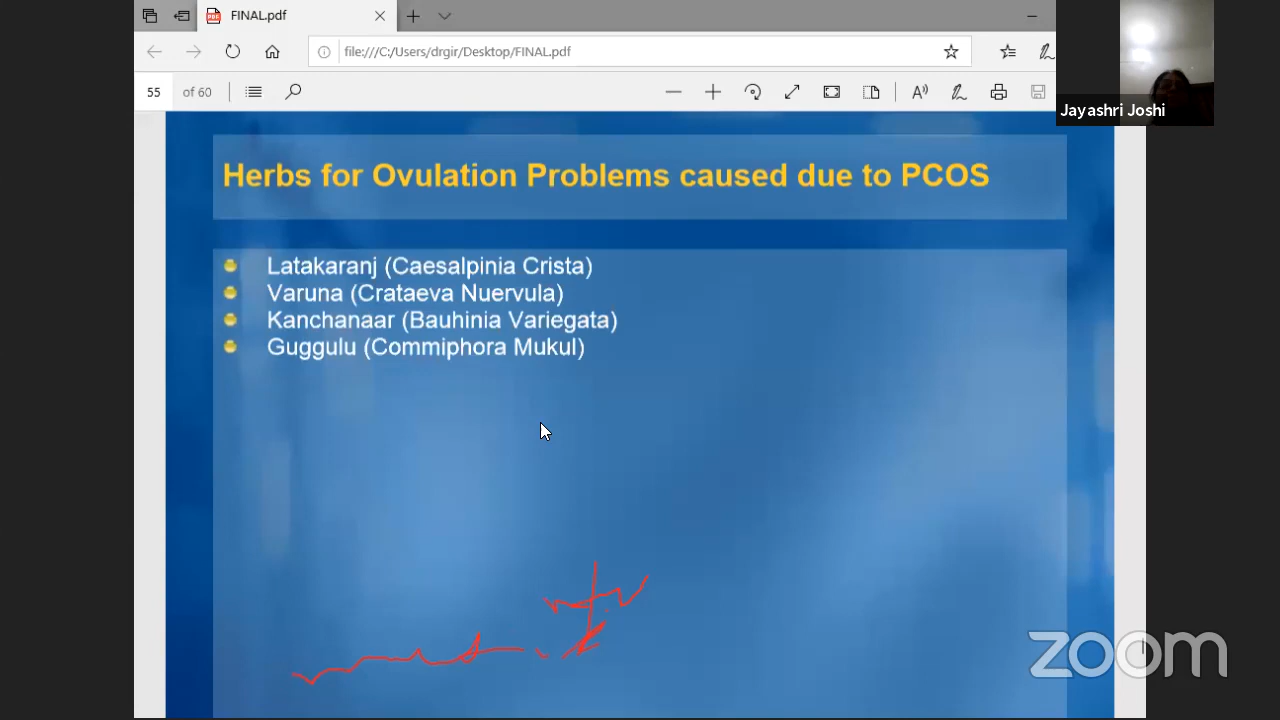 FINAL.pdf
file:///C:/Users/drgir/Desktop/FINAL.pdf
55 of 60
Jayashri Joshi
Herbs for Ovulation Problems caused due to PCOS
Latakaranj (Caesalpinia Crista)
Varuna (Crataeva Nuervula)
Kanchanaar (Bauhinia Variegata)
Guggulu (Commiphora Mukul)
zoom